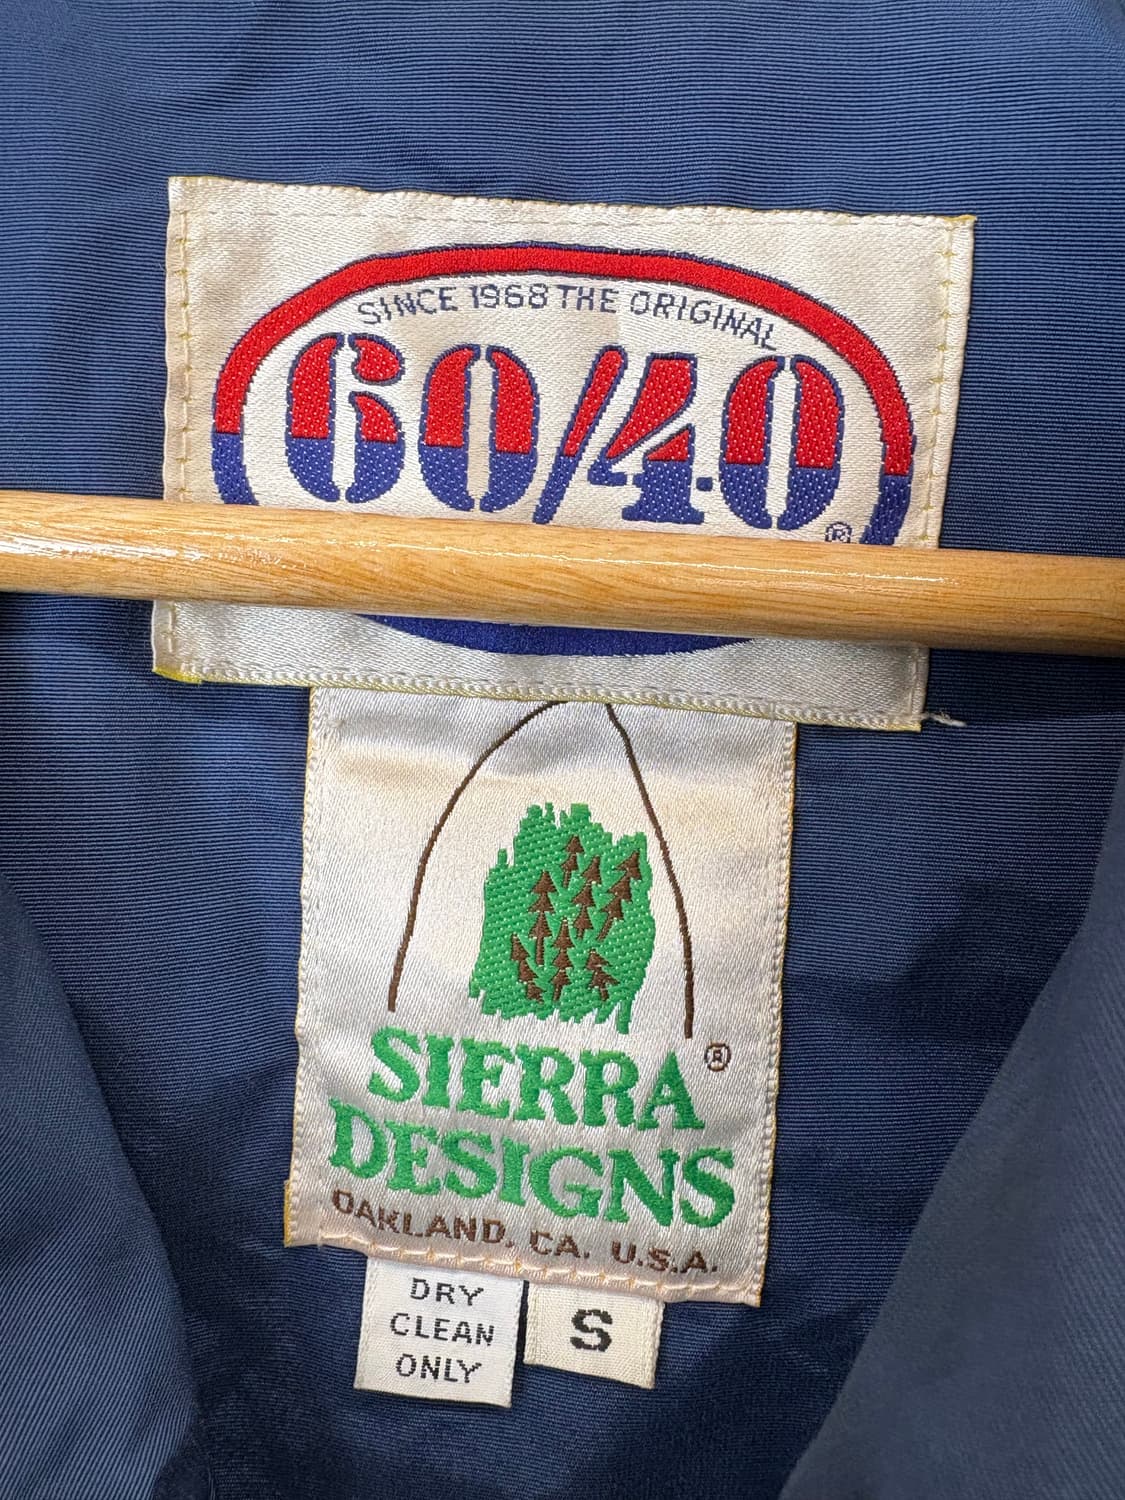 SINCE 1968 THE ORIGINAL
60/40
®
®
SIERRA
DESIGNS
OAKLAND, CA. U.S.A.
DRY
CLEAN
ONLY
S